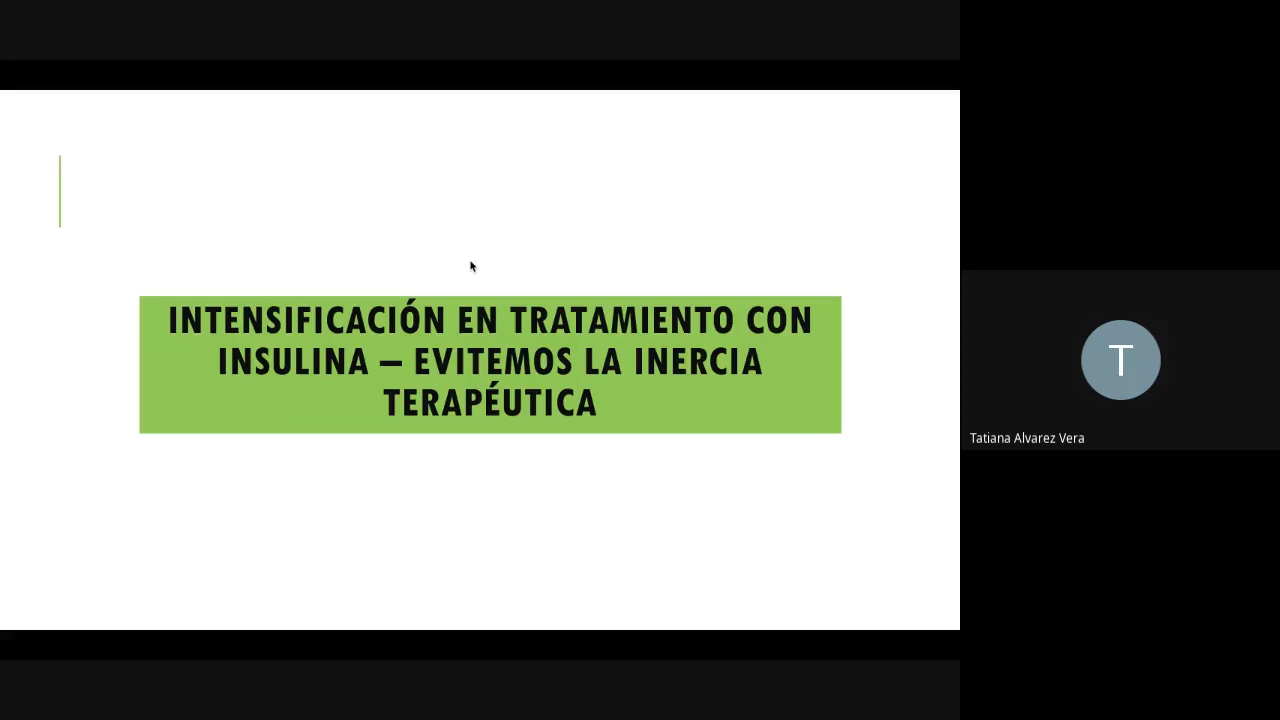 INTENSIFICACIÓN EN TRATAMIENTO CON
INSULINA – EVITEMOS LA INERCIA
TERAPÉUTICA
T
Tatiana Alvarez Vera